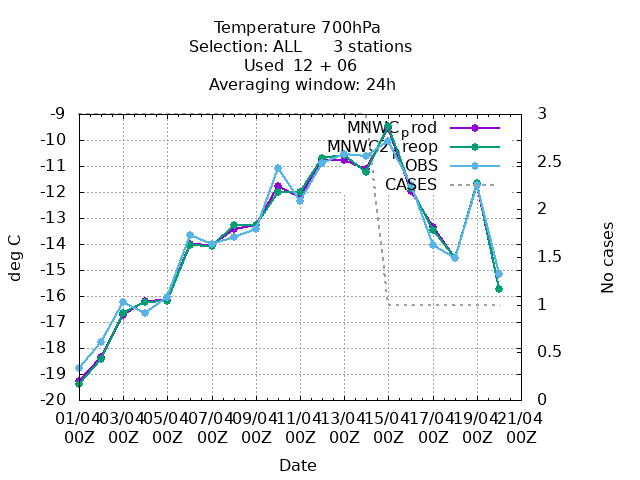 Temperature 700hPa
Selection: ALL 3 stations
Used 12 + 06
Averaging window: 24h
-9
-10
-11
-12
-13
-14
-15
-16
-17
-18
-19
-20
deg C
MNWC_prod
MNWC2_preop
OBS
CASES
3
2.5
2
1.5
1
0.5
0
No cases
01/04 03/04 05/04 07/04 09/04 11/04 13/04 15/04 17/04 19/04 21/04
00Z 00Z 00Z 00Z 00Z 00Z 00Z 00Z 00Z 00Z 00Z
Date